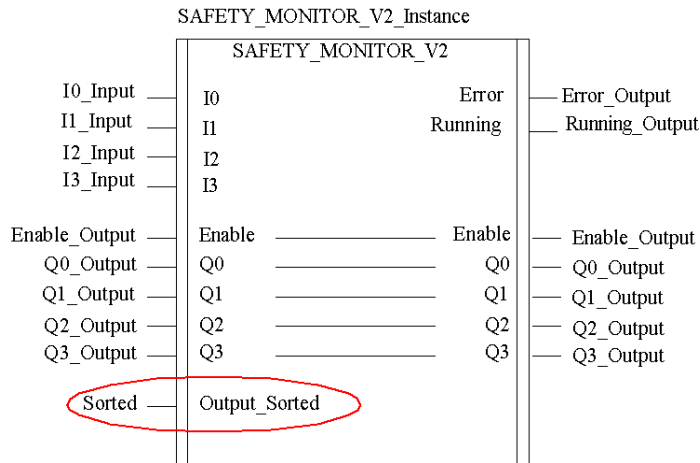 SAFETY_MONITOR_V2_Instance
SAFETY_MONITOR_V2
I0_Input I0 Error Error_Output
I1_Input I1 Running Running_Output
I2_Input I2
I3_Input I3
Enable_Output Enable Enable Enable_Output
Q0_Output Q0 Q0 Q0_Output
Q1_Output Q1 Q1 Q1_Output
Q2_Output Q2 Q2 Q2_Output
Q3_Output Q3 Q3 Q3_Output
Sorted Output_Sorted